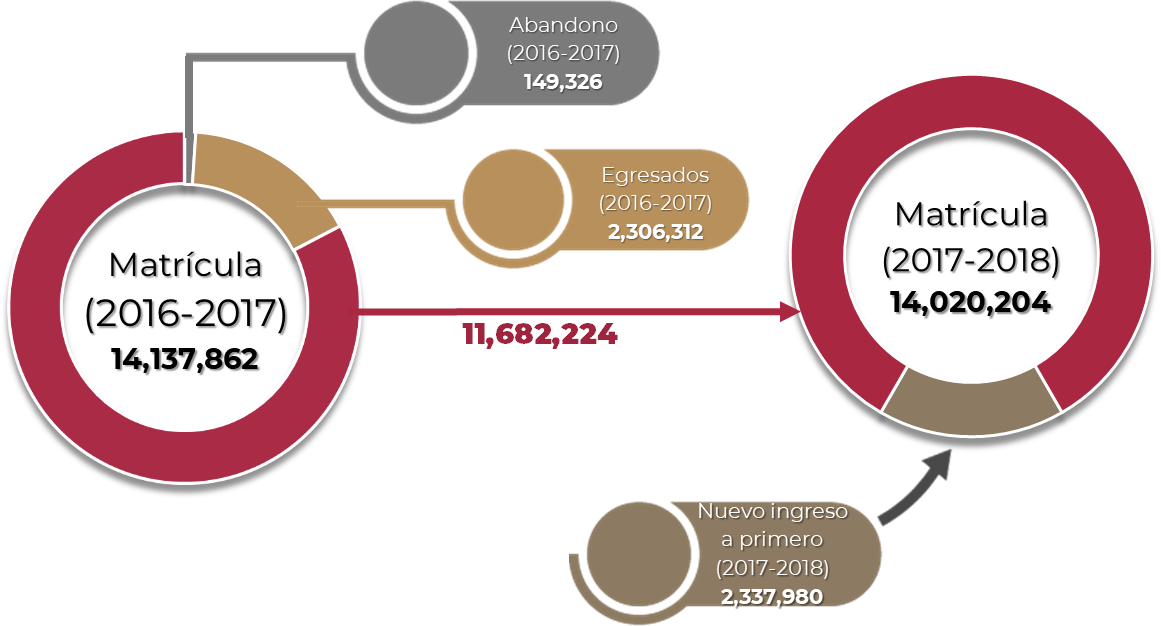 Abandono
(2016-2017)
149,326
Egresados
(2016-2017)
2,306,312
Matrícula
(2016-2017)
14,137,862
11,682,224
Matrícula
(2017-2018)
14,020,204
Nuevo ingreso
a primero
(2017-2018)
2,337,980